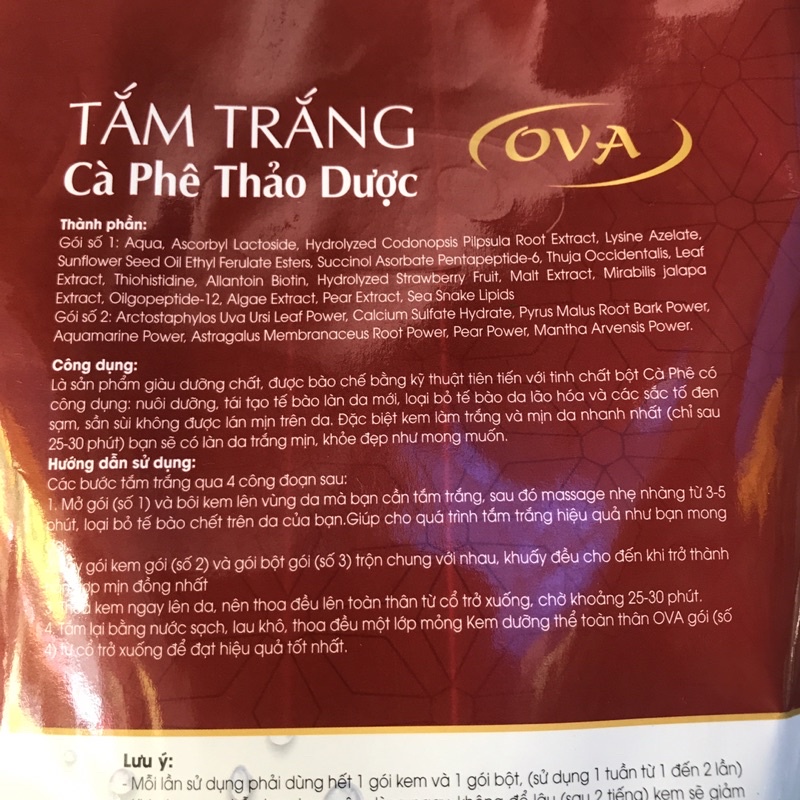 TẮM TRẮNG
Cà Phê Thảo Dược
OVA
Thành phần:
Gói số 1: Aqua, Ascorbyl Lactoside, Hydrolyzed Codonopsis Pilpsula Root Extract, Lysine Azelate,
Sunflower Seed Oil Ethyl Ferulate Esters, Succinol Asorbate Pentapeptide-6, Thuja Occidentalis, Leaf
Extract, Thiohistidine, Allantoin Biotin, Hydrolyzed Strawberry Fruit, Malt Extract, Mirabilis jalapa
Extract, Oilgopeptide-12, Algae Extract, Pear Extract, Sea Snake Lipids
Gói số 2: Arctostaphylos Uva Ursi Leaf Power, Calcium Sulfate Hydrate, Pyrus Malus Root Bark Power,
Aquamarine Power, Astragalus Membranaceus Root Power, Pear Power, Mantha Arvensis Power.
Công dụng:
Là sản phẩm giàu dưỡng chất, được bào chế bằng kỹ thuật tiên tiến với tinh chất bột Cà Phê có
công dụng: nuôi dưỡng, tái tạo tế bào làn da mới, loại bỏ tế bào da lão hóa và các sắc tố đen
sạm, sần sùi không được lán mịn trên da. Đặc biệt kem làm trắng và mịn da nhanh nhất (chỉ sau
25-30 phút) bạn sẽ có làn da trắng mịn, khỏe đẹp như mong muốn.
Hướng dẫn sử dụng:
Các bước tắm trắng qua 4 công đoạn sau:
1. Mở gói (số 1) và bôi kem lên vùng da mà bạn cần tắm trắng, sau đó massage nhẹ nhàng từ 3-5
phút, loại bỏ tế bào chết trên da của bạn.Giúp cho quá trình tắm trắng hiệu quả như bạn mong
gói kem gói (số 2) và gói bột gói (số 3) trộn chung với nhau, khuấy đều cho đến khi trở thành
hợp mịn đồng nhất
3. Thoa kem ngay lên da, nên thoa đều lên toàn thân từ cổ trở xuống, chờ khoảng 25-30 phút.
4. Tắm lại bằng nước sạch, lau khô, thoa đều một lớp mỏng Kem dưỡng thể toàn thân OVA gói (số
4) từ cổ trở xuống để đạt hiệu quả tốt nhất.
Lưu ý:
- Mỗi lần sử dụng phải dùng hết 1 gói kem và 1 gói bột, (sử dụng 1 tuần từ 1 đến 2 lần)
không để lâu (sau 2 tiếng) kem sẽ giảm